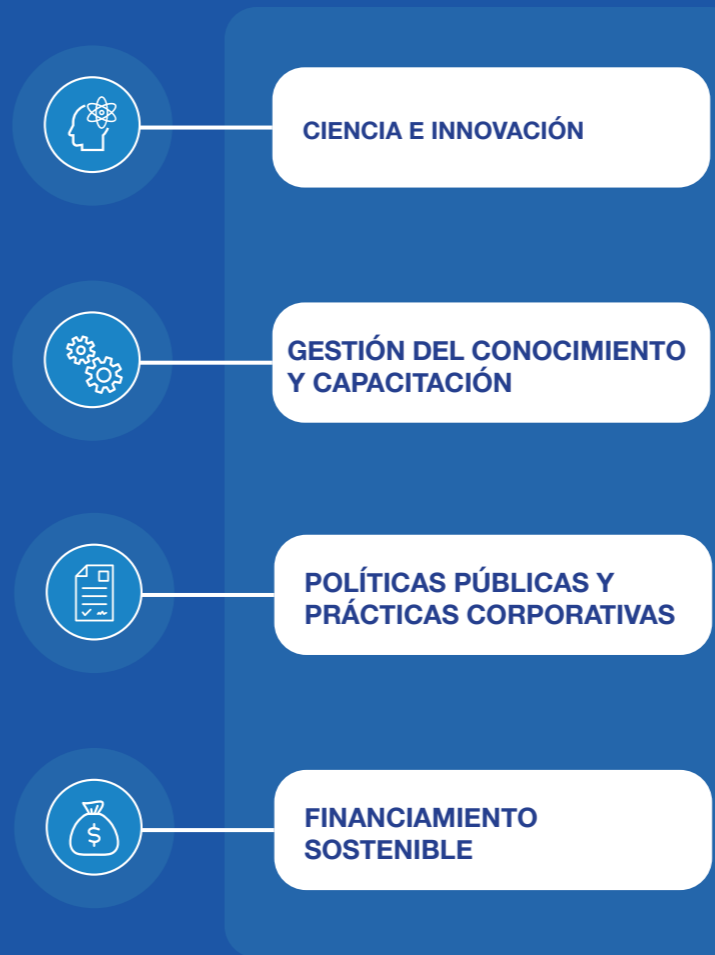 CIENCIA E INNOVACIÓN
GESTIÓN DEL CONOCIMIENTO
Y CAPACITACIÓN
POLÍTICAS PÚBLICAS Y
PRÁCTICAS CORPORATIVAS
$
FINANCIAMIENTO
SOSTENIBLE